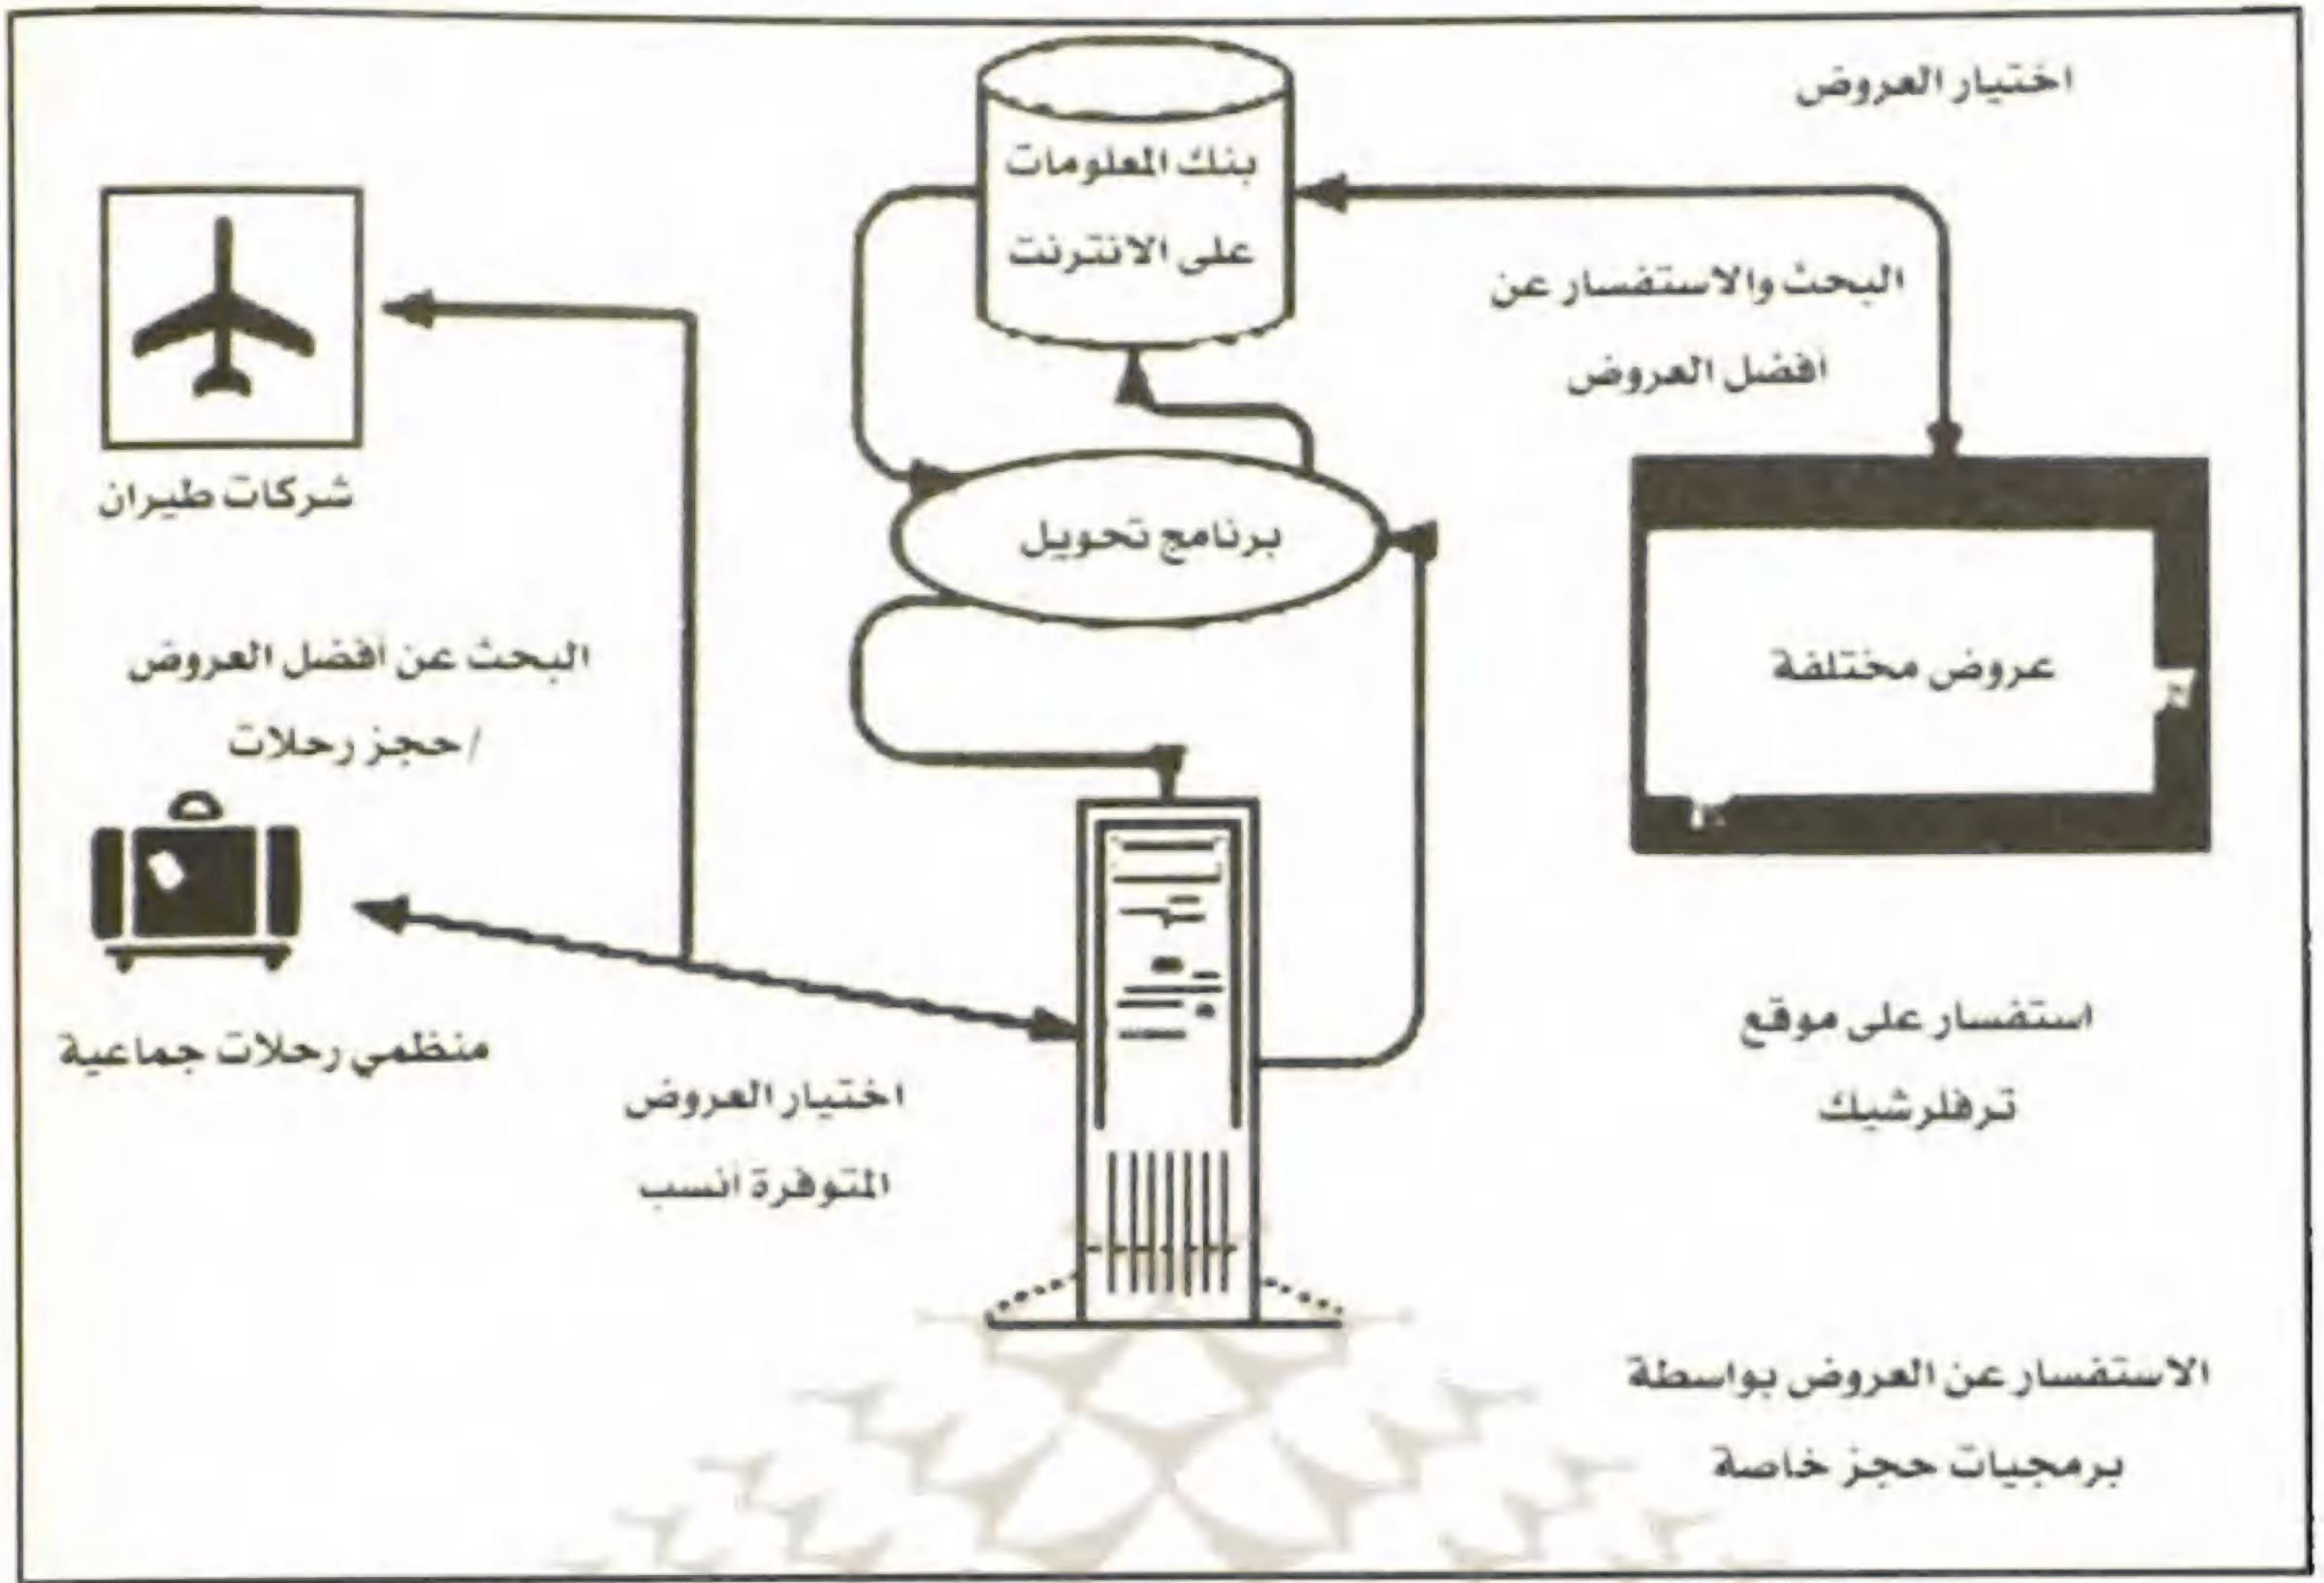 اختيار العروض
بنك المعلومات
على الانترنت
البحث والاستفسار عن
أفضل العروض
شركات طيران
برنامج تحويل
عروض مختلفة
البحث عن أفضل العروض
/حجز رحلات
منظمي رحلات جماعية
اختيار العروض
المتوفرة أنسب
استفسار على موقع
ترفلرشيك
الاستفسار عن العروض بواسطة
برمجيات حجز خاصة